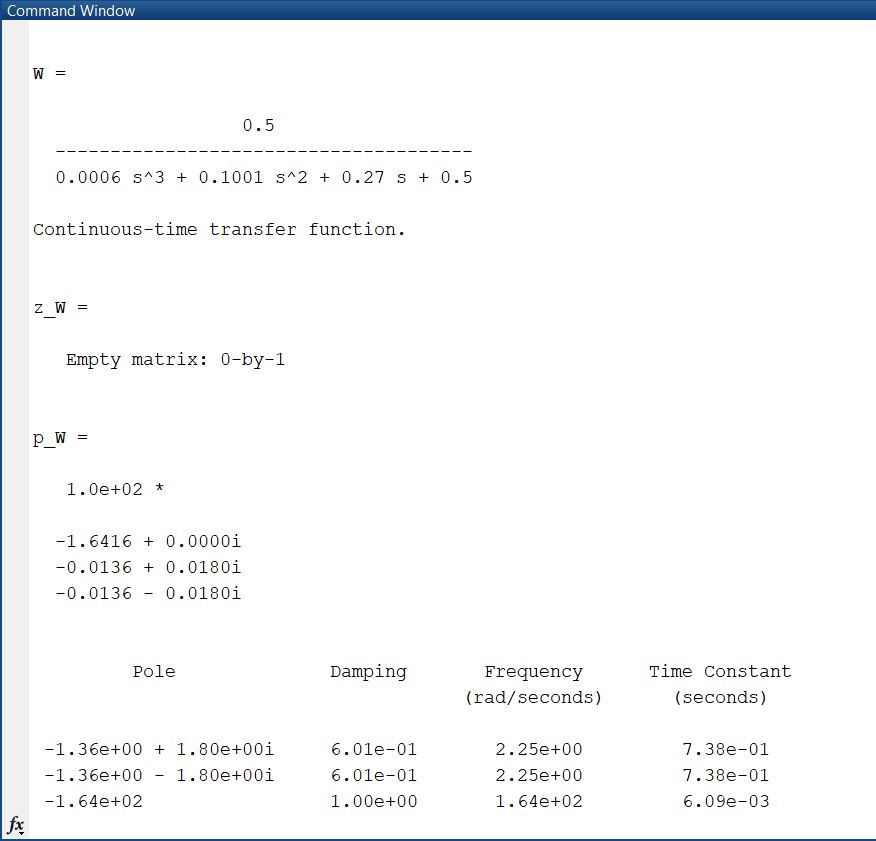 Command Window
W =
0.5
--------------------------------------
0.0006 s^3 + 0.1001 s^2 + 0.27 s + 0.5
Continuous-time transfer function.
z_W =
Empty matrix: 0-by-1
p_W =
1.0e+02 *
-1.6416 + 0.0000i
-0.0136 + 0.0180i
-0.0136 - 0.0180i
Pole Damping Frequency Time Constant
(rad/seconds) (seconds)
-1.36e+00 + 1.80e+00i 6.01e-01 2.25e+00 7.38e-01
-1.36e+00 - 1.80e+00i 6.01e-01 2.25e+00 7.38e-01
-1.64e+02 1.00e+00 1.64e+02 6.09e-03
fx